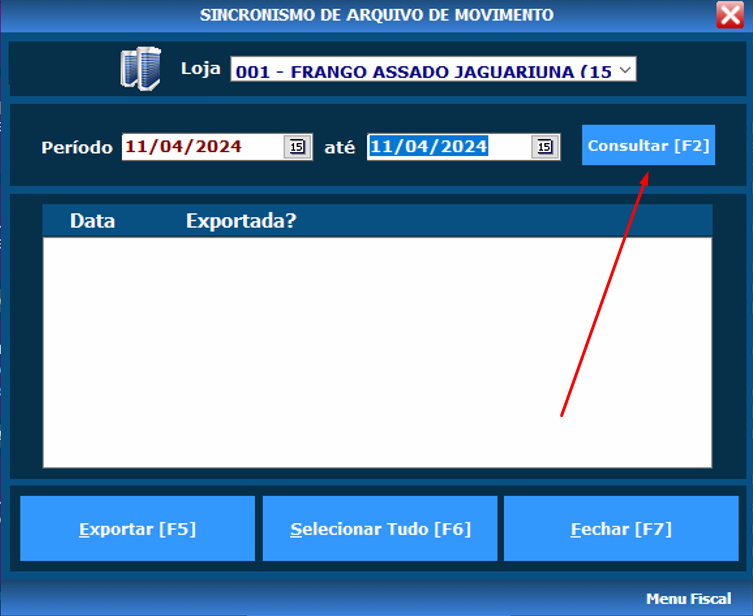 SINCRONISMO DE ARQUIVO DE MOVIMENTO
Loja 001 - FRANGO ASSADO JAGUARIUNA (15
Período 11/04/2024 15 até 11/04/2024 15 Consultar [F2]
Data Exportada?
Exportar [F5] Selecionar Tudo [F6] Fechar [F7]
Menu Fiscal